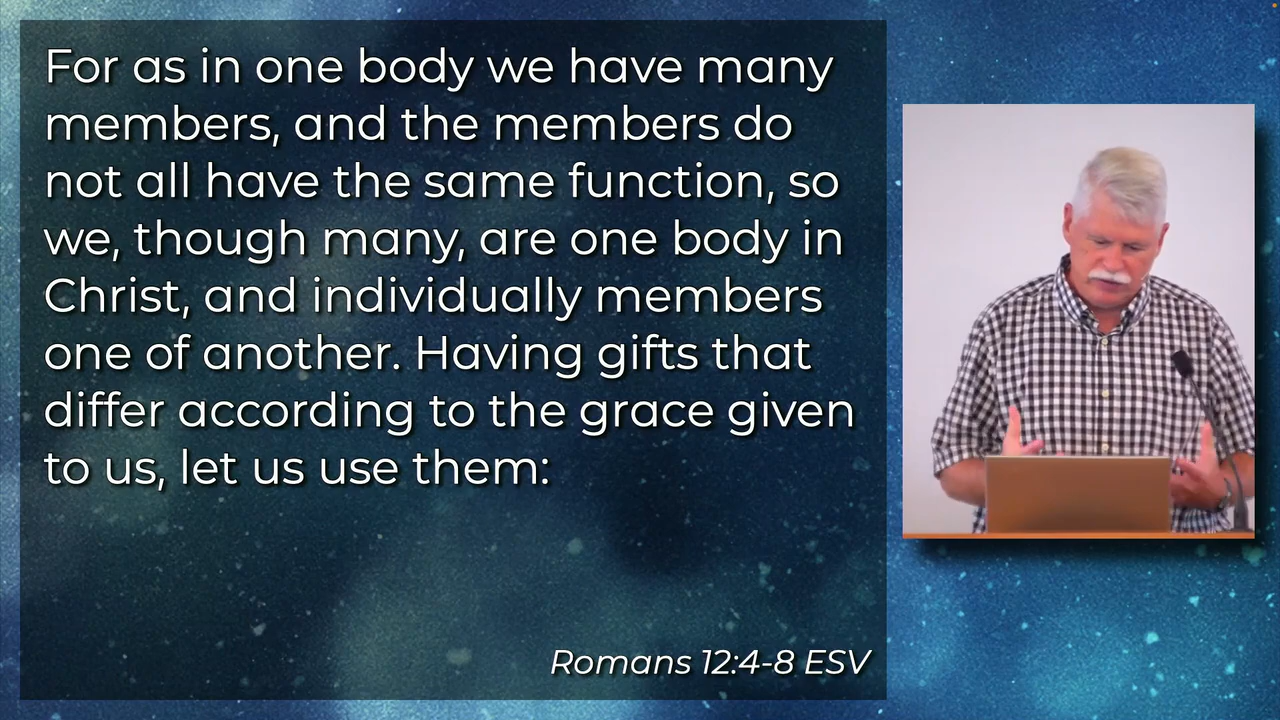 For as in one body we have many
members, and the members do
not all have the same function, so
we, though many, are one body in
Christ, and individually members
one of another. Having gifts that
differ according to the grace given
to us, let us use them:
Romans 12:4-8 ESV